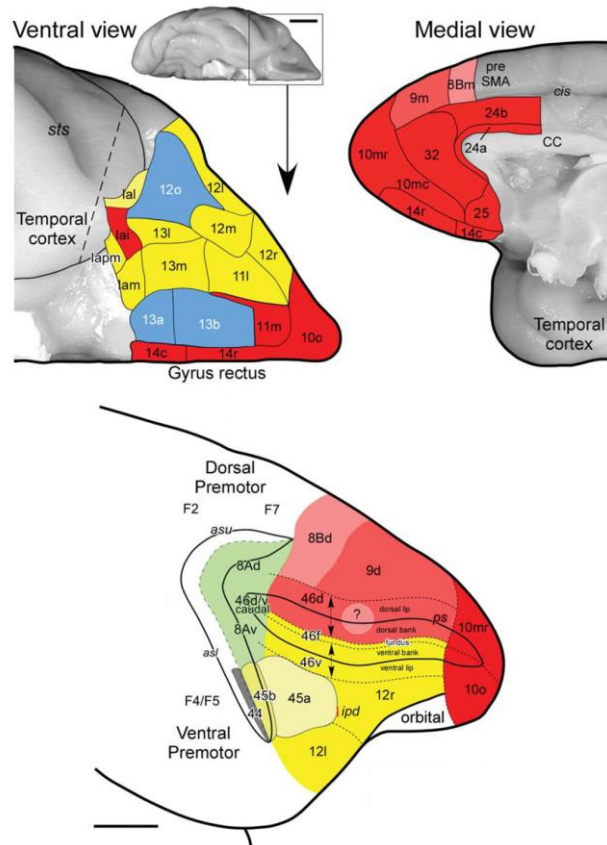 Ventral view
Medial view
pre
SMA
8Bm
9m
cis
24b
24a
CC
32
10mr
10mc
14r
25
14c
Temporal
cortex
sts
Temporal
cortex
Ial
12o
12l
Iai
Iapm
Iam
13l
12m
12r
13m
11l
13a
13b
11m
10o
14c
14r
Gyrus rectus
Dorsal
Premotor
F2
F7
asu
8Bd
8Ad
9d
46d/v
caudal
46d
dorsal lip
?
ps
dorsal bank
8Av
46f
fundus
10mr
asl
46v
ventral bank
ventral lip
F4/F5
45b
45a
12r
10o
44
ipd
orbital
Ventral
Premotor
12l